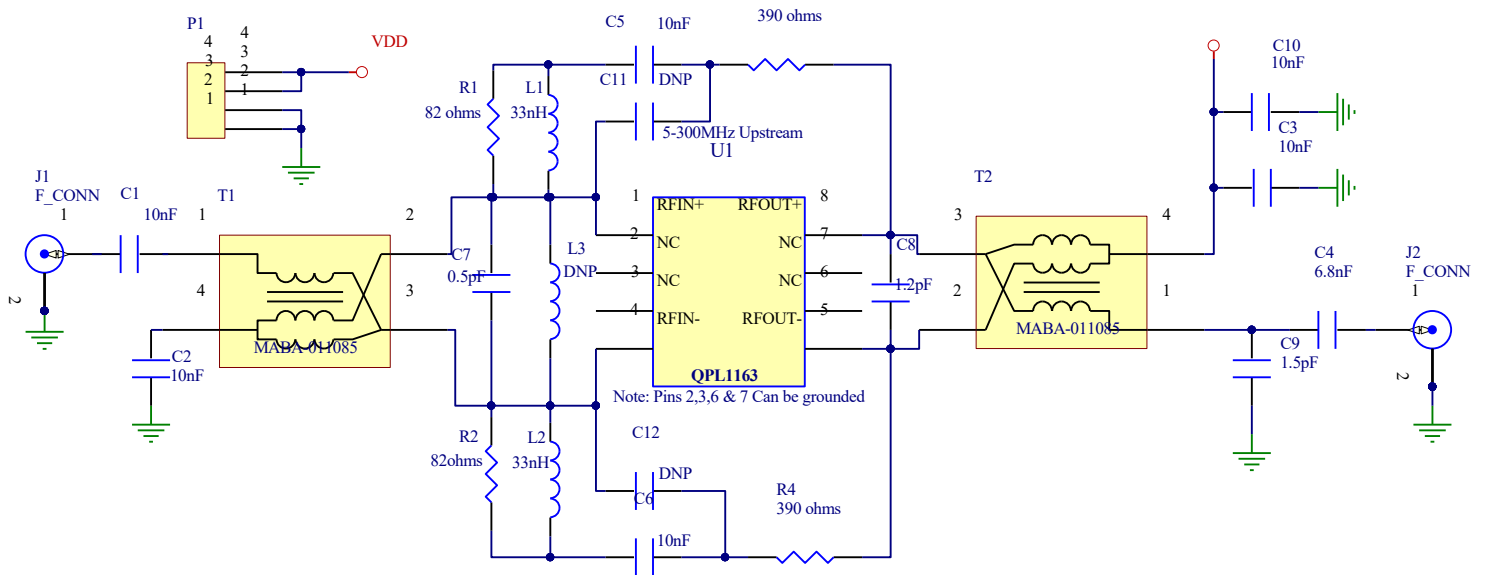 P1
4
3
2
1
4
3
2
1
VDD
C5
10nF
390 ohms
C10
10nF
R1
82 ohms
L1
33nH
C11
DNP
5-300MHz Upstream
U1
C3
10nF
J1
F_CONN
1
2
C1
10nF
T1
1
2
4
3
MABA-011085
C2
10nF
C7
0.5pF
L3
DNP
1
RFIN+
RFOUT+
8
2
NC
NC
7
3
NC
NC
6
4
RFIN-
RFOUT-
5
QPL1163
Note: Pins 2,3,6 & 7 Can be grounded
C8
1.2pF
T2
3
4
2
1
MABA-011085
C4
6.8nF
J2
F_CONN
1
2
C9
1.5pF
R2
82ohms
L2
33nH
C12
DNP
C6
10nF
R4
390 ohms